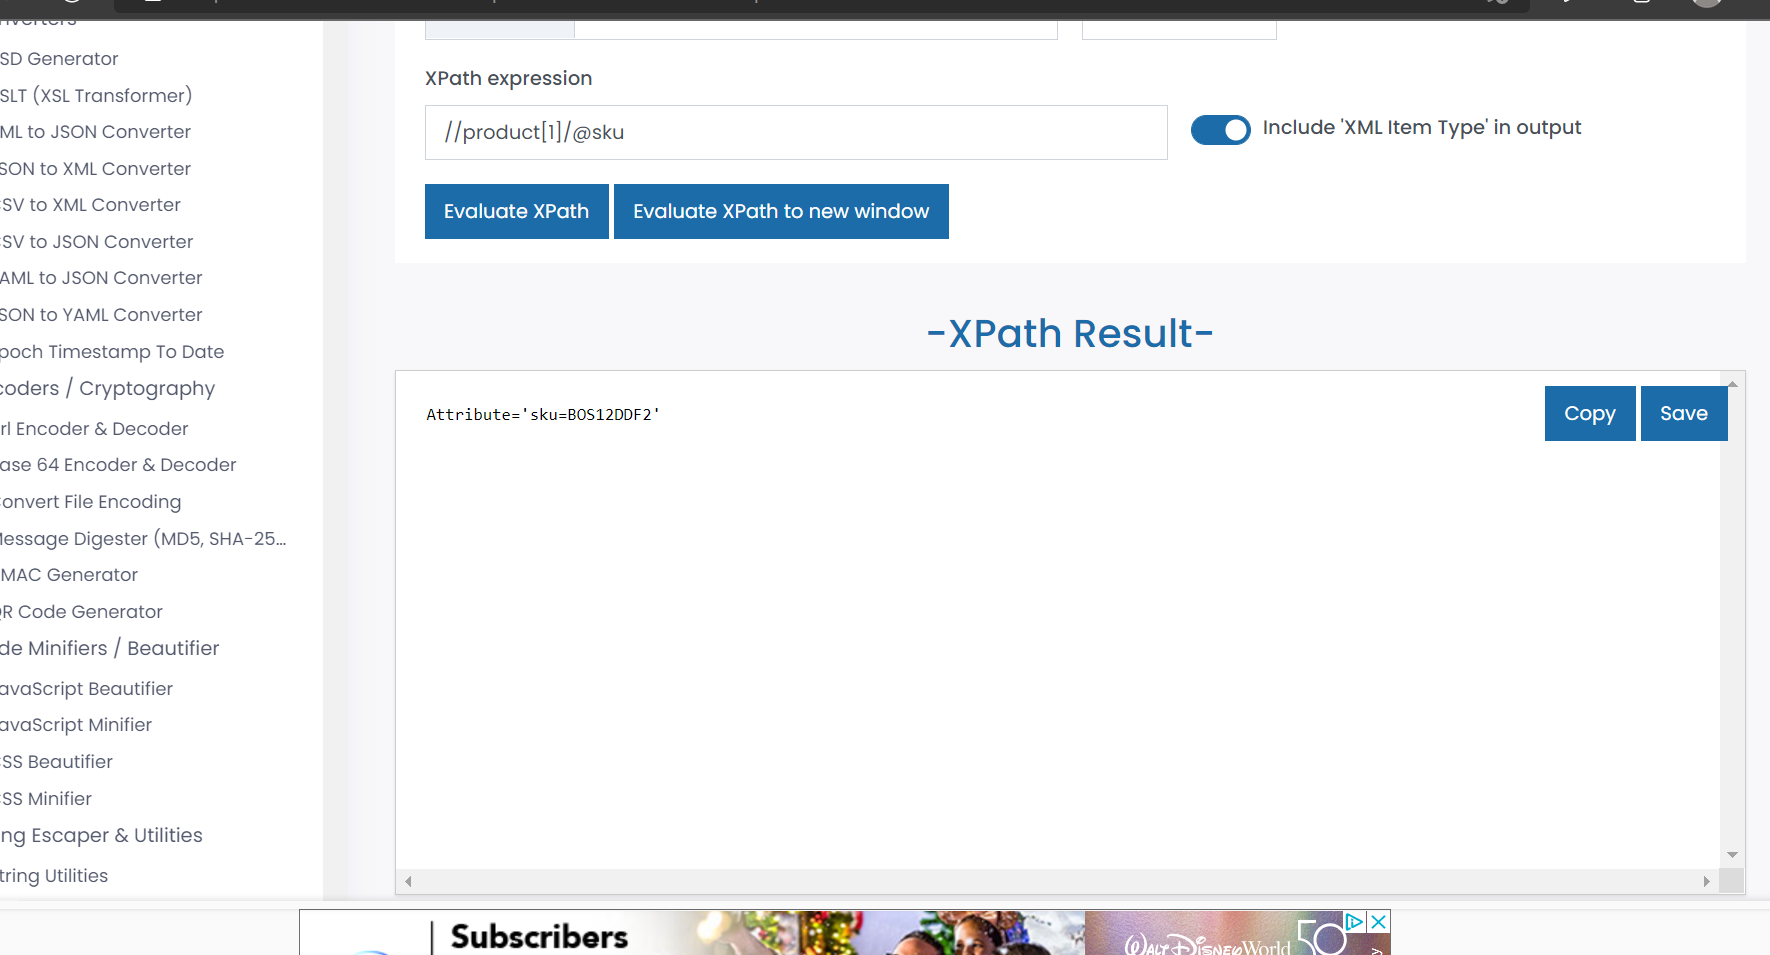 nverters
SD Generator
SLT (XSL Transformer)
ML to JSON Converter
SON to XML Converter
SV to XML Converter
SV to JSON Converter
AML to JSON Converter
SON to YAML Converter
poch Timestamp To Date
coders / Cryptography
rl Encoder & Decoder
ase 64 Encoder & Decoder
onvert File Encoding
essage Digester (MD5, SHA-25...
MAC Generator
R Code Generator
de Minifiers / Beautifier
avaScript Beautifier
avaScript Minifier
SS Beautifier
SS Minifier
ng Escaper & Utilities
tring Utilities
XPath expression
//product[1]/@sku
Include 'XML Item Type' in output
Evaluate XPath
Evaluate XPath to new window
-XPath Result-
Attribute='sku=BOS12DDF2'
Copy
Save
Subscribers
Walt Disney World
50